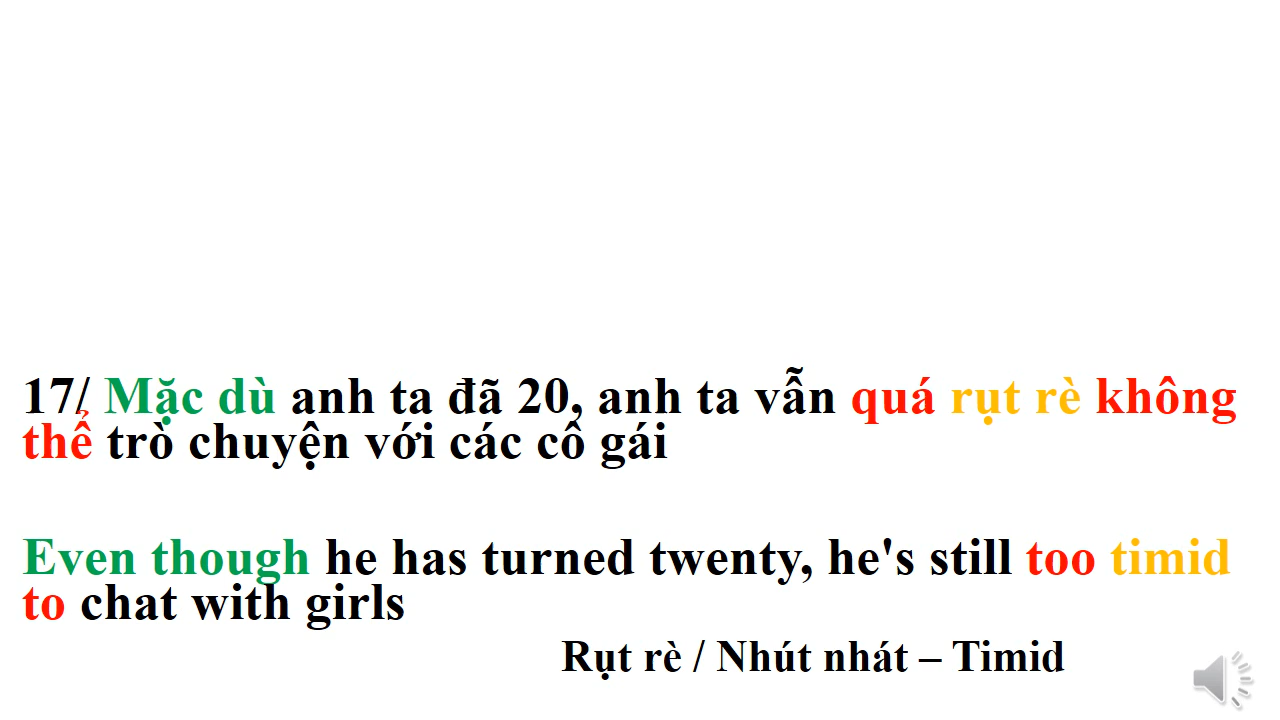 17/ Mặc dù anh ta đã 20, anh ta vẫn quá rụt rè không
thể trò chuyện với các cô gái
Even though he has turned twenty, he's still too timid
to chat with girls
Rụt rè / Nhút nhát – Timid